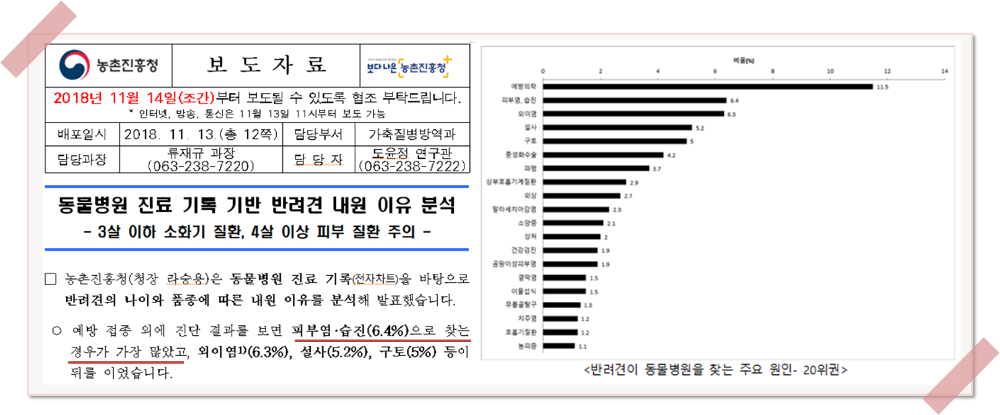 농촌진흥청
보 도 자 료
보다 나은 농촌진흥청
2018년 11월 14일(조간)부터 보도될 수 있도록 협조 부탁드립니다.
* 인터넷, 방송, 통신은 11월 13일 11시부터 보도 가능
배포일시 2018. 11. 13.(총 12쪽) 담당부서 가축질병방역과
담당과장 류재규 과장 (063-238-7220) 담 당 자 도윤정 연구관 (063-238-7222)
동물병원 진료 기록 기반 반려견 내원 이유 분석
- 3살 이하 소화기 질환, 4살 이상 피부 질환 주의 -
□ 농촌진흥청(청장 라승용)은 동물병원 진료 기록(전자차트)을 바탕으로
반려견의 나이와 품종에 따른 내원 이유를 분석해 발표했습니다.
○ 예방 접종 외에 진단 결과를 보면 피부염·습진(6.4%)으로 찾는
경우가 가장 많았고, 외이염1)(6.3%), 설사(5.2%), 구토(5%) 등이
뒤를 이었습니다.
비율(%)
0 2 4 6 8 10 12 14
예방의학 11.5
피부염, 습진 6.4
외이염 6.3
설사 5.2
구토 5
중성화수술 4.2
파행 3.7
상부호흡기계질환 2.9
외상 2.7
말라세치아감염 2.3
소양증 2.1
상처 2
건강검진 1.9
곰팡이성피부염 1.9
결막염 1.5
이물섭식 1.5
무릎골탈구 1.3
치주염 1.2
호흡기질환 1.2
농피증 1.1
<반려견이 동물병원을 찾는 주요 원인- 20위권>